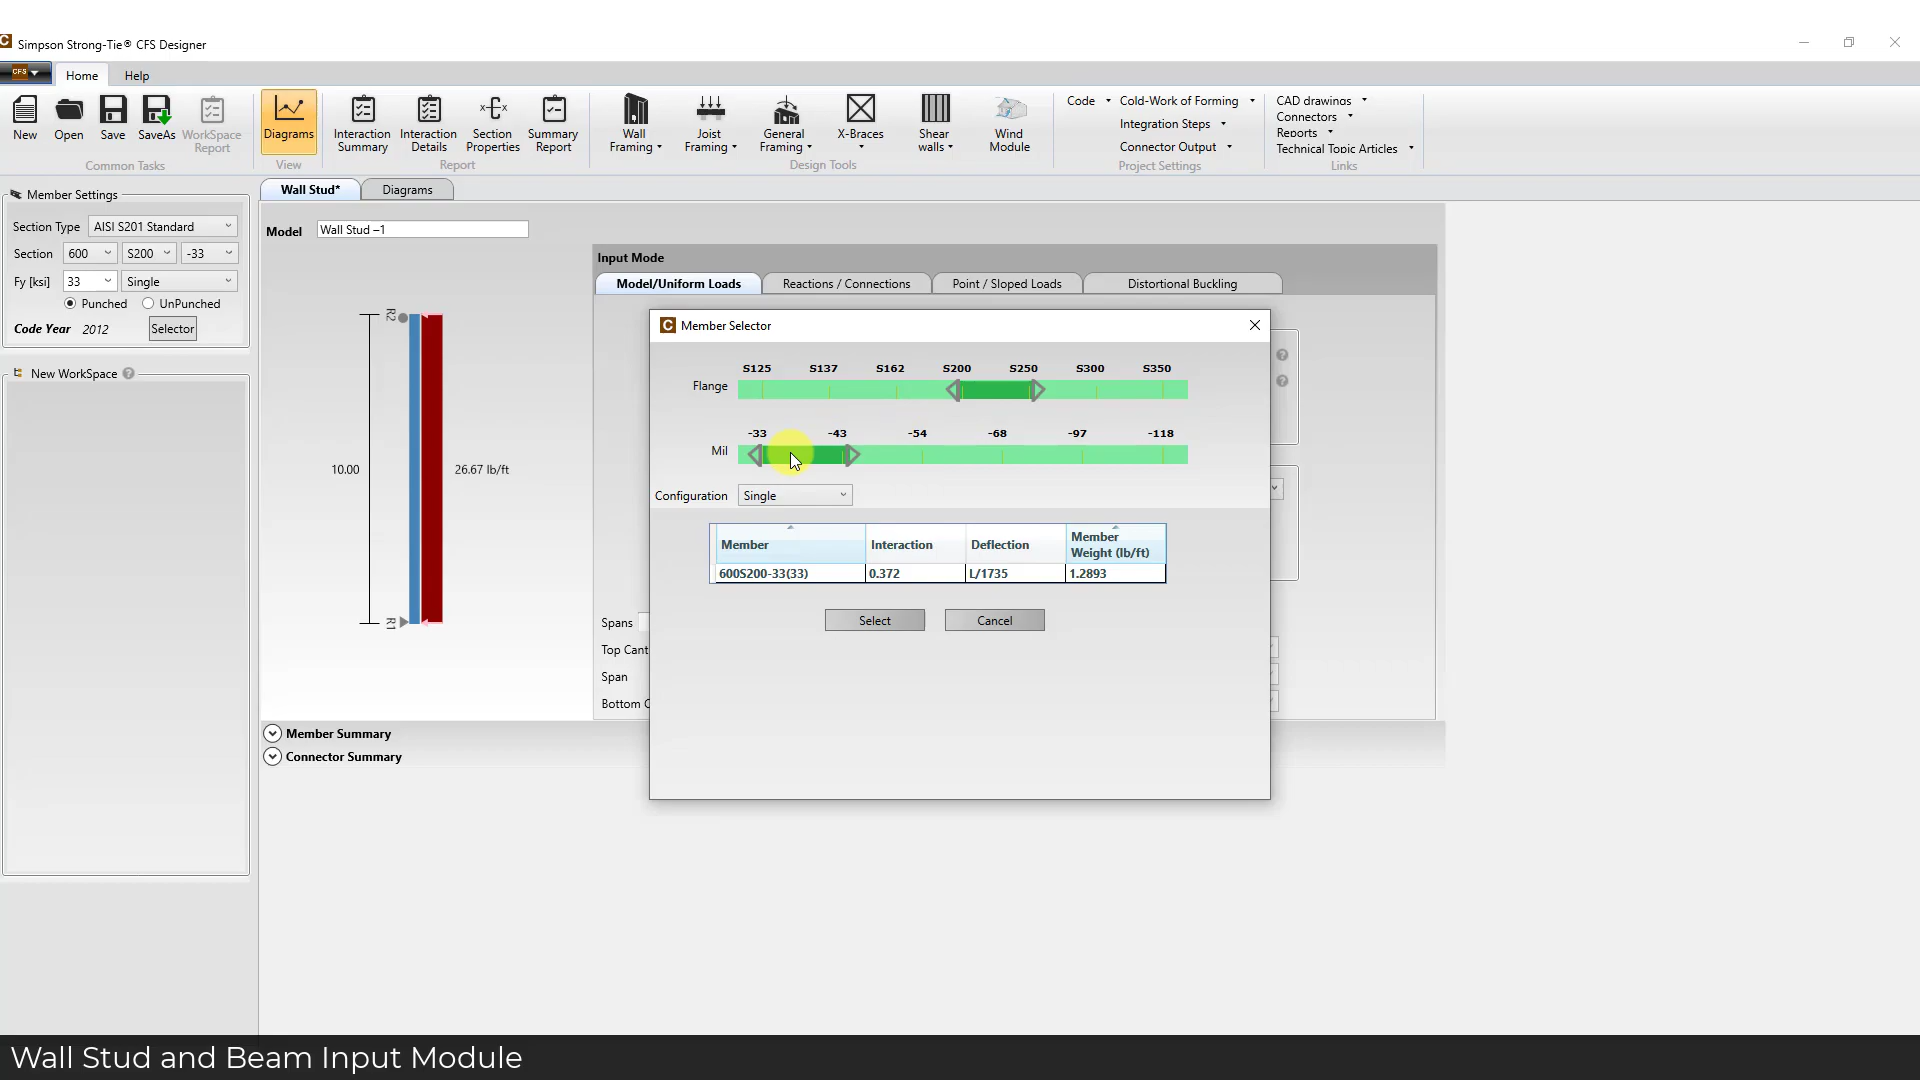 Simpson Strong-Tie® CFS Designer
CFS
Home
Help
New
Open
Save
SaveAs
WorkSpace
Report
Common Tasks
Diagrams
View
Interaction
Summary
Interaction
Details
Section
Properties
Summary
Report
Report
Wall
Framing
Joist
Framing
General
Framing
X-Braces
Shear
walls
Wind
Module
Design Tools
Code
Cold-Work of Forming
Integration Steps
Connector Output
Project Settings
CAD drawings
Connectors
Reports
Technical Topic Articles
Links
Member Settings
Section Type
AISI S201 Standard
Section
600
S200
-33
Fy [ksi]
33
Single
Punched
UnPunched
Code Year 2012
Selector
New WorkSpace
Wall Stud*
Diagrams
Model
Wall Stud –1
R2
10.00
26.67 lb/ft
R1
Input Mode
Model/Uniform Loads
Reactions / Connections
Point / Sloped Loads
Distortional Buckling
Spans
Top Cant
Span
Bottom C
Member Selector
S125 S137 S162 S200 S250 S300 S350
Flange
-33 -43 -54 -68 -97 -118
Mil
Configuration
Single
Member Interaction Deflection Member
Weight (lb/ft)
600S200-33(33) 0.372 L/1735 1.2893
Select
Cancel
Member Summary
Connector Summary
Wall Stud and Beam Input Module